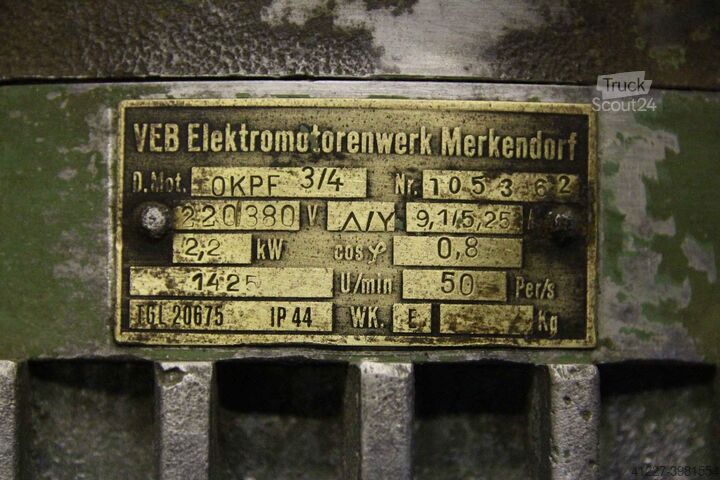 Truck
Scout24
VEB Elektromotorenwerk Merkendorf
D.Mot. OKPF 3/4 Nr. 105362
220/380 V Λ/Y 9,1/5,25
2,2 kW cos φ 0,8
1425 U/min 50 Per/s
TGL 20675 IP 44 WK. E Kg
41227-3981551